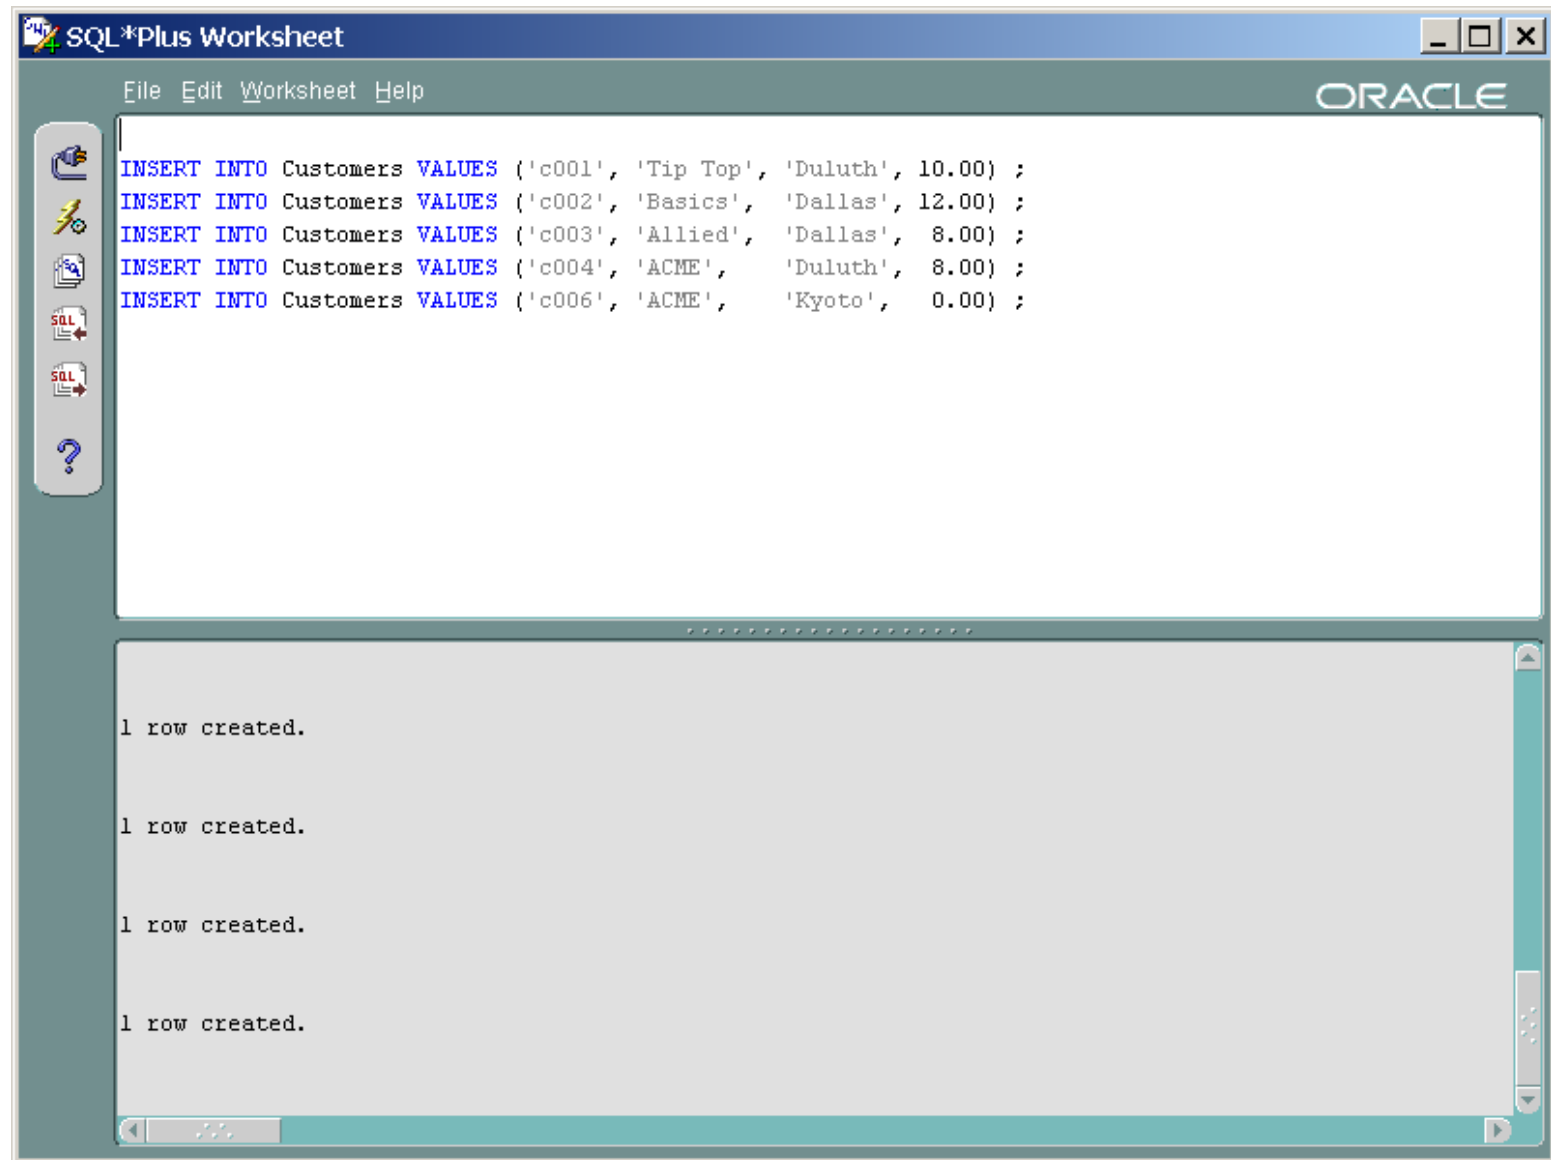 SQL*Plus Worksheet
File Edit Worksheet Help
ORACLE
INSERT INTO Customers VALUES ('c001', 'Tip Top', 'Duluth', 10.00) ;
INSERT INTO Customers VALUES ('c002', 'Basics', 'Dallas', 12.00) ;
INSERT INTO Customers VALUES ('c003', 'Allied', 'Dallas', 8.00) ;
INSERT INTO Customers VALUES ('c004', 'ACME', 'Duluth', 8.00) ;
INSERT INTO Customers VALUES ('c006', 'ACME', 'Kyoto', 0.00) ;
SQL
SQL
1 row created.
1 row created.
1 row created.
1 row created.